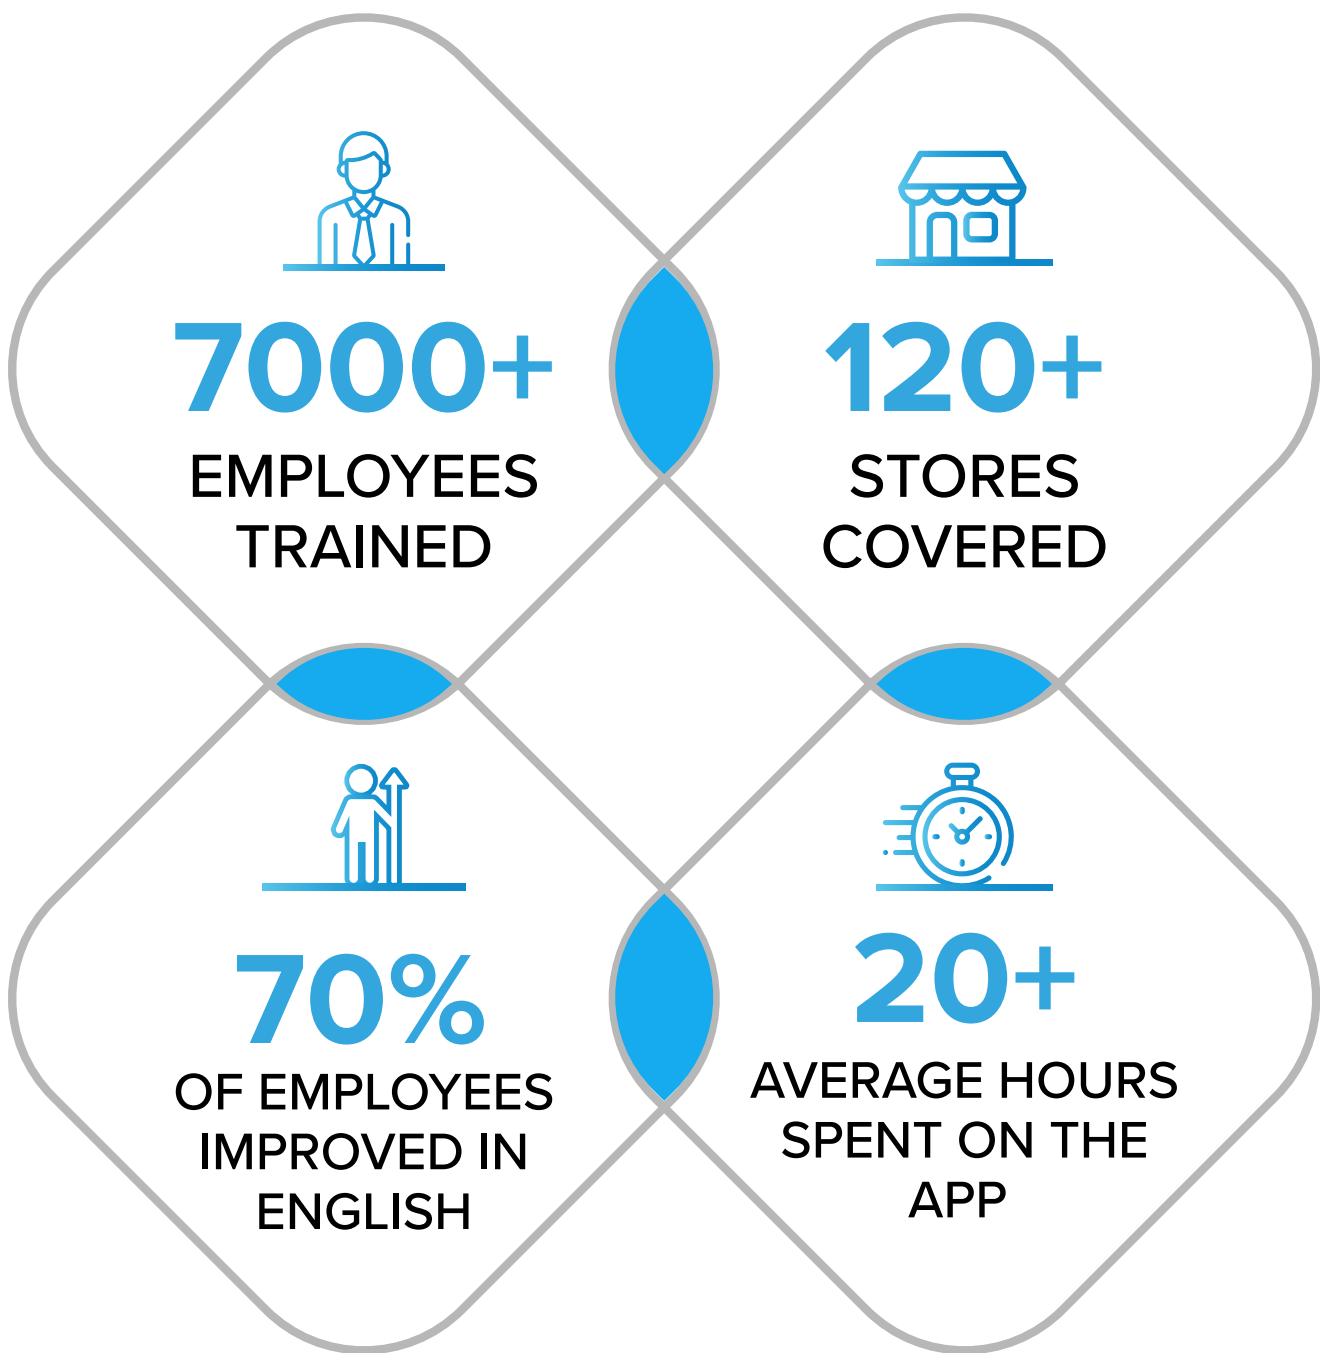 7000+
EMPLOYEES
TRAINED
120+
STORES
COVERED
70%
OF EMPLOYEES
IMPROVED IN
ENGLISH
20+
AVERAGE HOURS
SPENT ON THE
APP